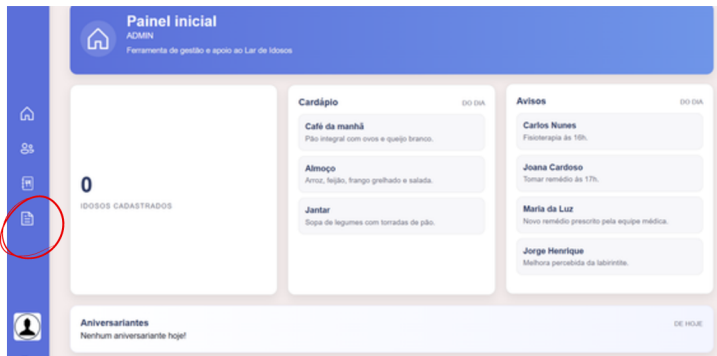 Painel inicial
ADMIN
Ferramenta de gestão e apoio ao Lar de Idosos
0
IDOSOS CADASTRADOS
Cardápio
DO DIA
Café da manhã
Pão integral com ovos e queijo branco.
Almoço
Arroz, feijão, frango grelhado e salada.
Jantar
Sopa de legumes com torradas de pão.
Avisos
DO DIA
Carlos Nunes
Fisioterapia às 16h.
Joana Cardoso
Tomar remédio às 17h.
Maria da Luz
Novo remédio prescrito pela equipe médica.
Jorge Henrique
Melhora percebida da labirintite.
Aniversariantes
DE HOJE
Nenhum aniversariante hoje!